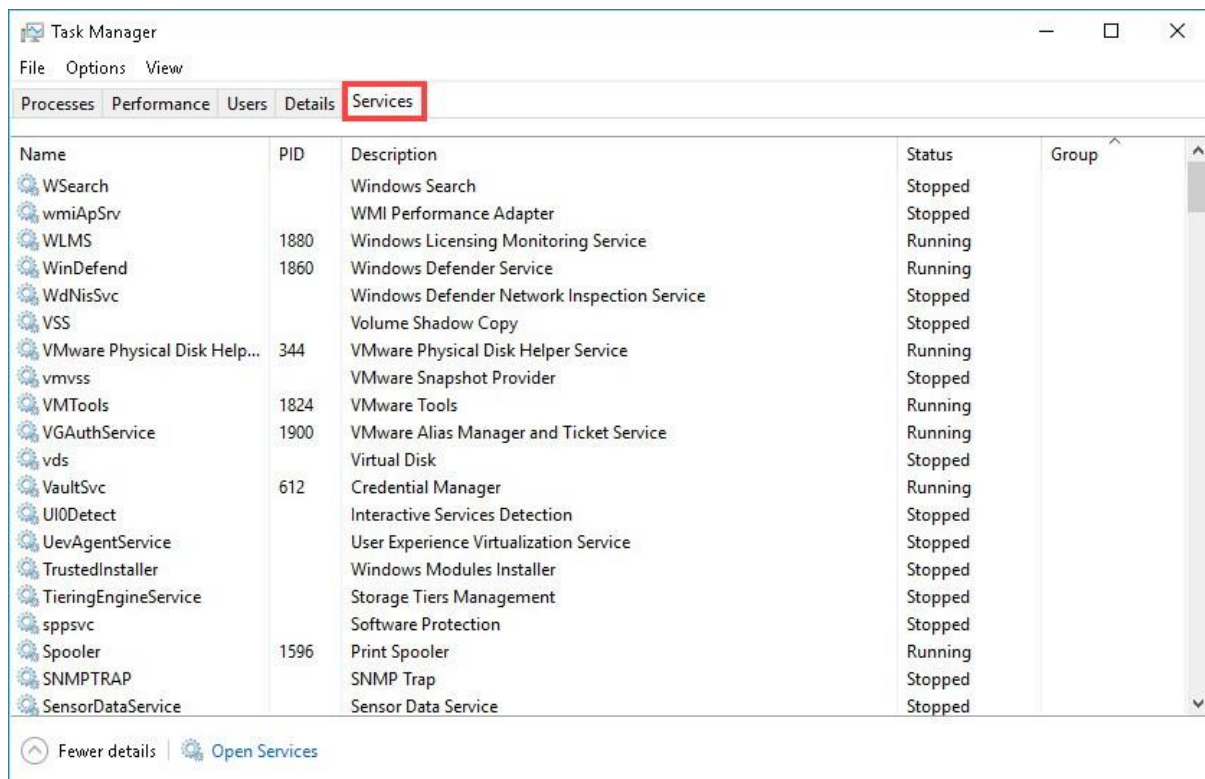 Task Manager
File Options View
Processes Performance Users Details Services
Name PID Description Status Group
WSearch Windows Search Stopped
wmiApSrv WMI Performance Adapter Stopped
WLMS 1880 Windows Licensing Monitoring Service Running
WinDefend 1860 Windows Defender Service Running
WdNisSvc Windows Defender Network Inspection Service Stopped
VSS Volume Shadow Copy Stopped
VMware Physical Disk Help... 344 VMware Physical Disk Helper Service Running
vmvss VMware Snapshot Provider Stopped
VMTools 1824 VMware Tools Running
VGAuthService 1900 VMware Alias Manager and Ticket Service Running
vds Virtual Disk Stopped
VaultSvc 612 Credential Manager Running
UI0Detect Interactive Services Detection Stopped
UevAgentService User Experience Virtualization Service Stopped
TrustedInstaller Windows Modules Installer Stopped
TieringEngineService Storage Tiers Management Stopped
sppsvc Software Protection Stopped
Spooler 1596 Print Spooler Running
SNMPTRAP SNMP Trap Stopped
SensorDataService Sensor Data Service Stopped
Fewer details Open Services